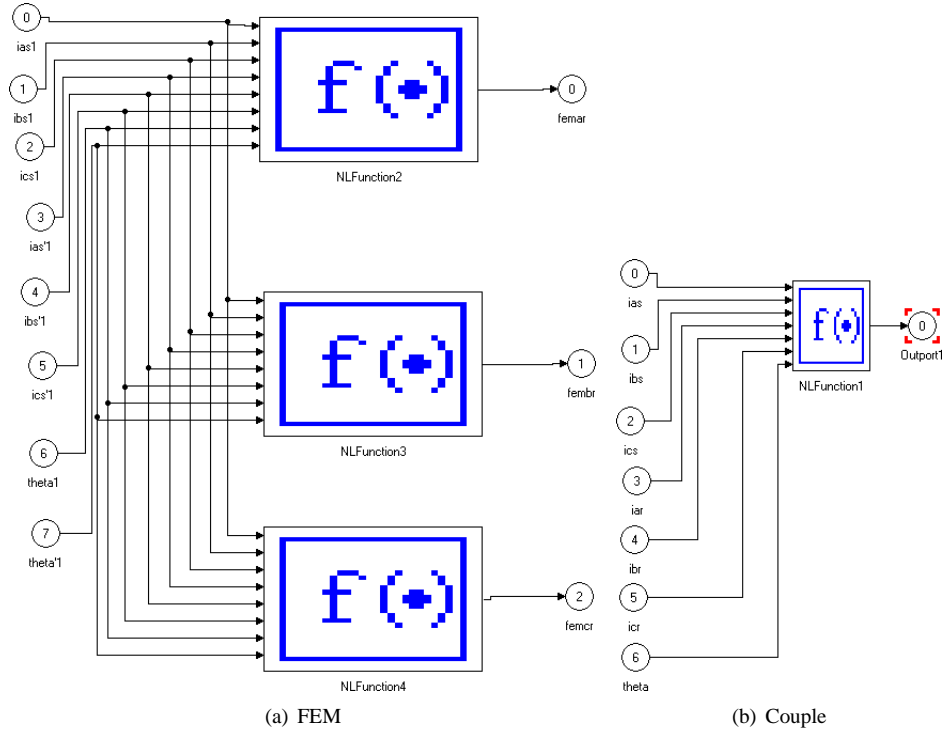 0
ias1
1
ibs1
2
ics1
3
ias'1
4
ibs'1
5
ics'1
6
theta1
7
theta'1
f(•)
NLFunction2
0
femar
f(•)
NLFunction3
1
fembr
f(•)
NLFunction4
2
femcr
(a) FEM
0
ias
1
ibs
2
ics
3
iar
4
ibr
5
icr
6
theta
f(•)
NLFunction1
0
Outport1
(b) Couple